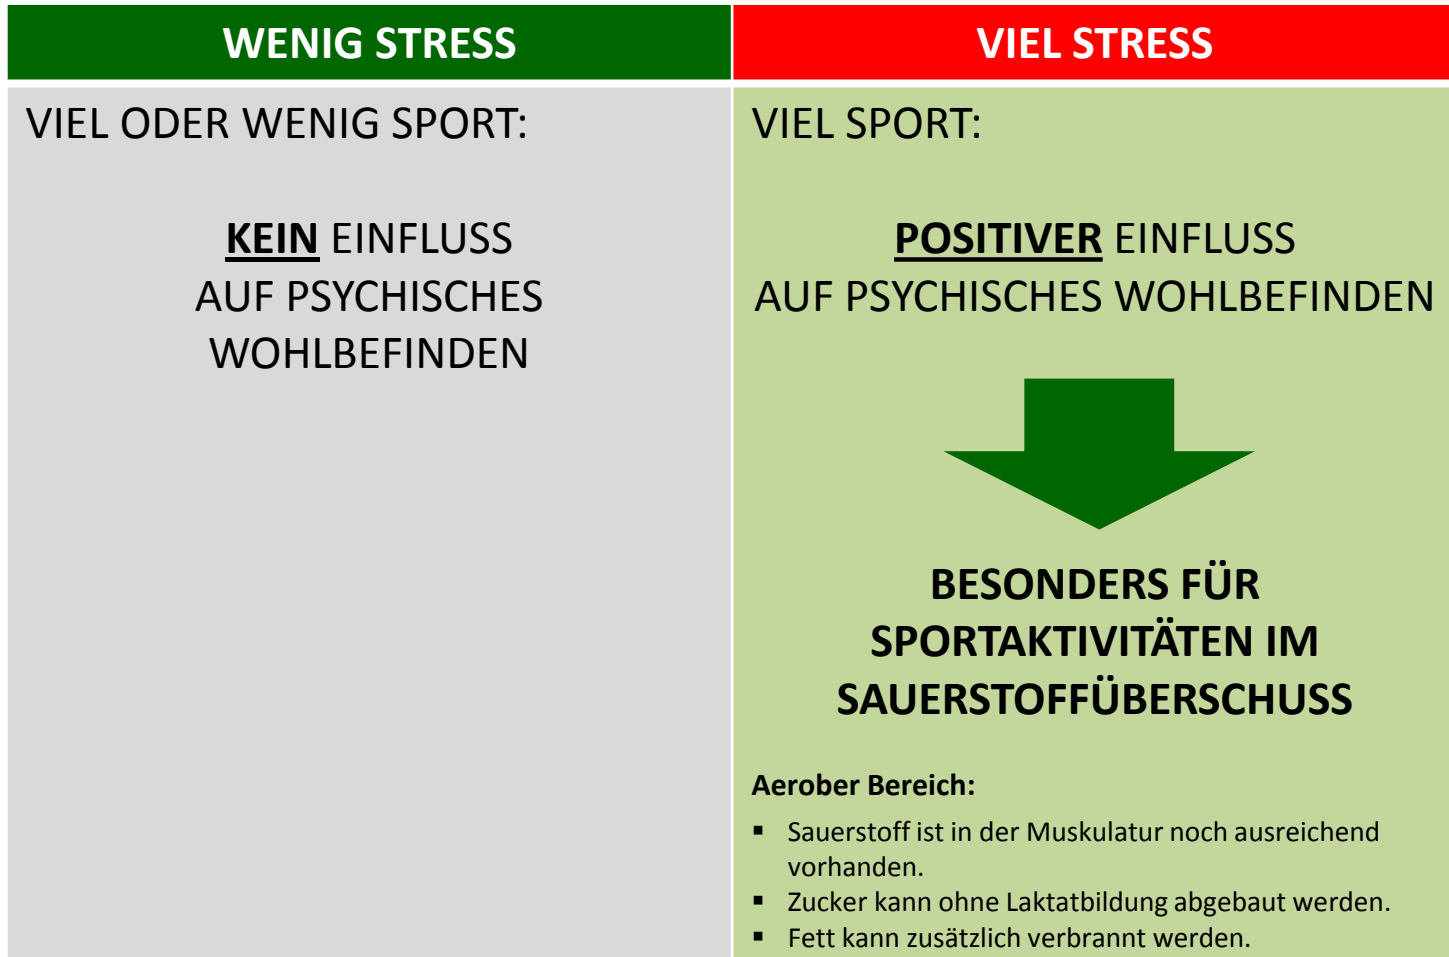 WENIG STRESS
VIEL STRESS
VIEL ODER WENIG SPORT:
KEIN EINFLUSS
AUF PSYCHISCHES
WOHLBEFINDEN
VIEL SPORT:
POSITIVER EINFLUSS
AUF PSYCHISCHES WOHLBEFINDEN
BESONDERS FÜR
SPORTAKTIVITÄTEN IM
SAUERSTOFFÜBERSCHUSS
Aerober Bereich:
▪ Sauerstoff ist in der Muskulatur noch ausreichend
vorhanden.
▪ Zucker kann ohne Laktatbildung abgebaut werden.
▪ Fett kann zusätzlich verbrannt werden.